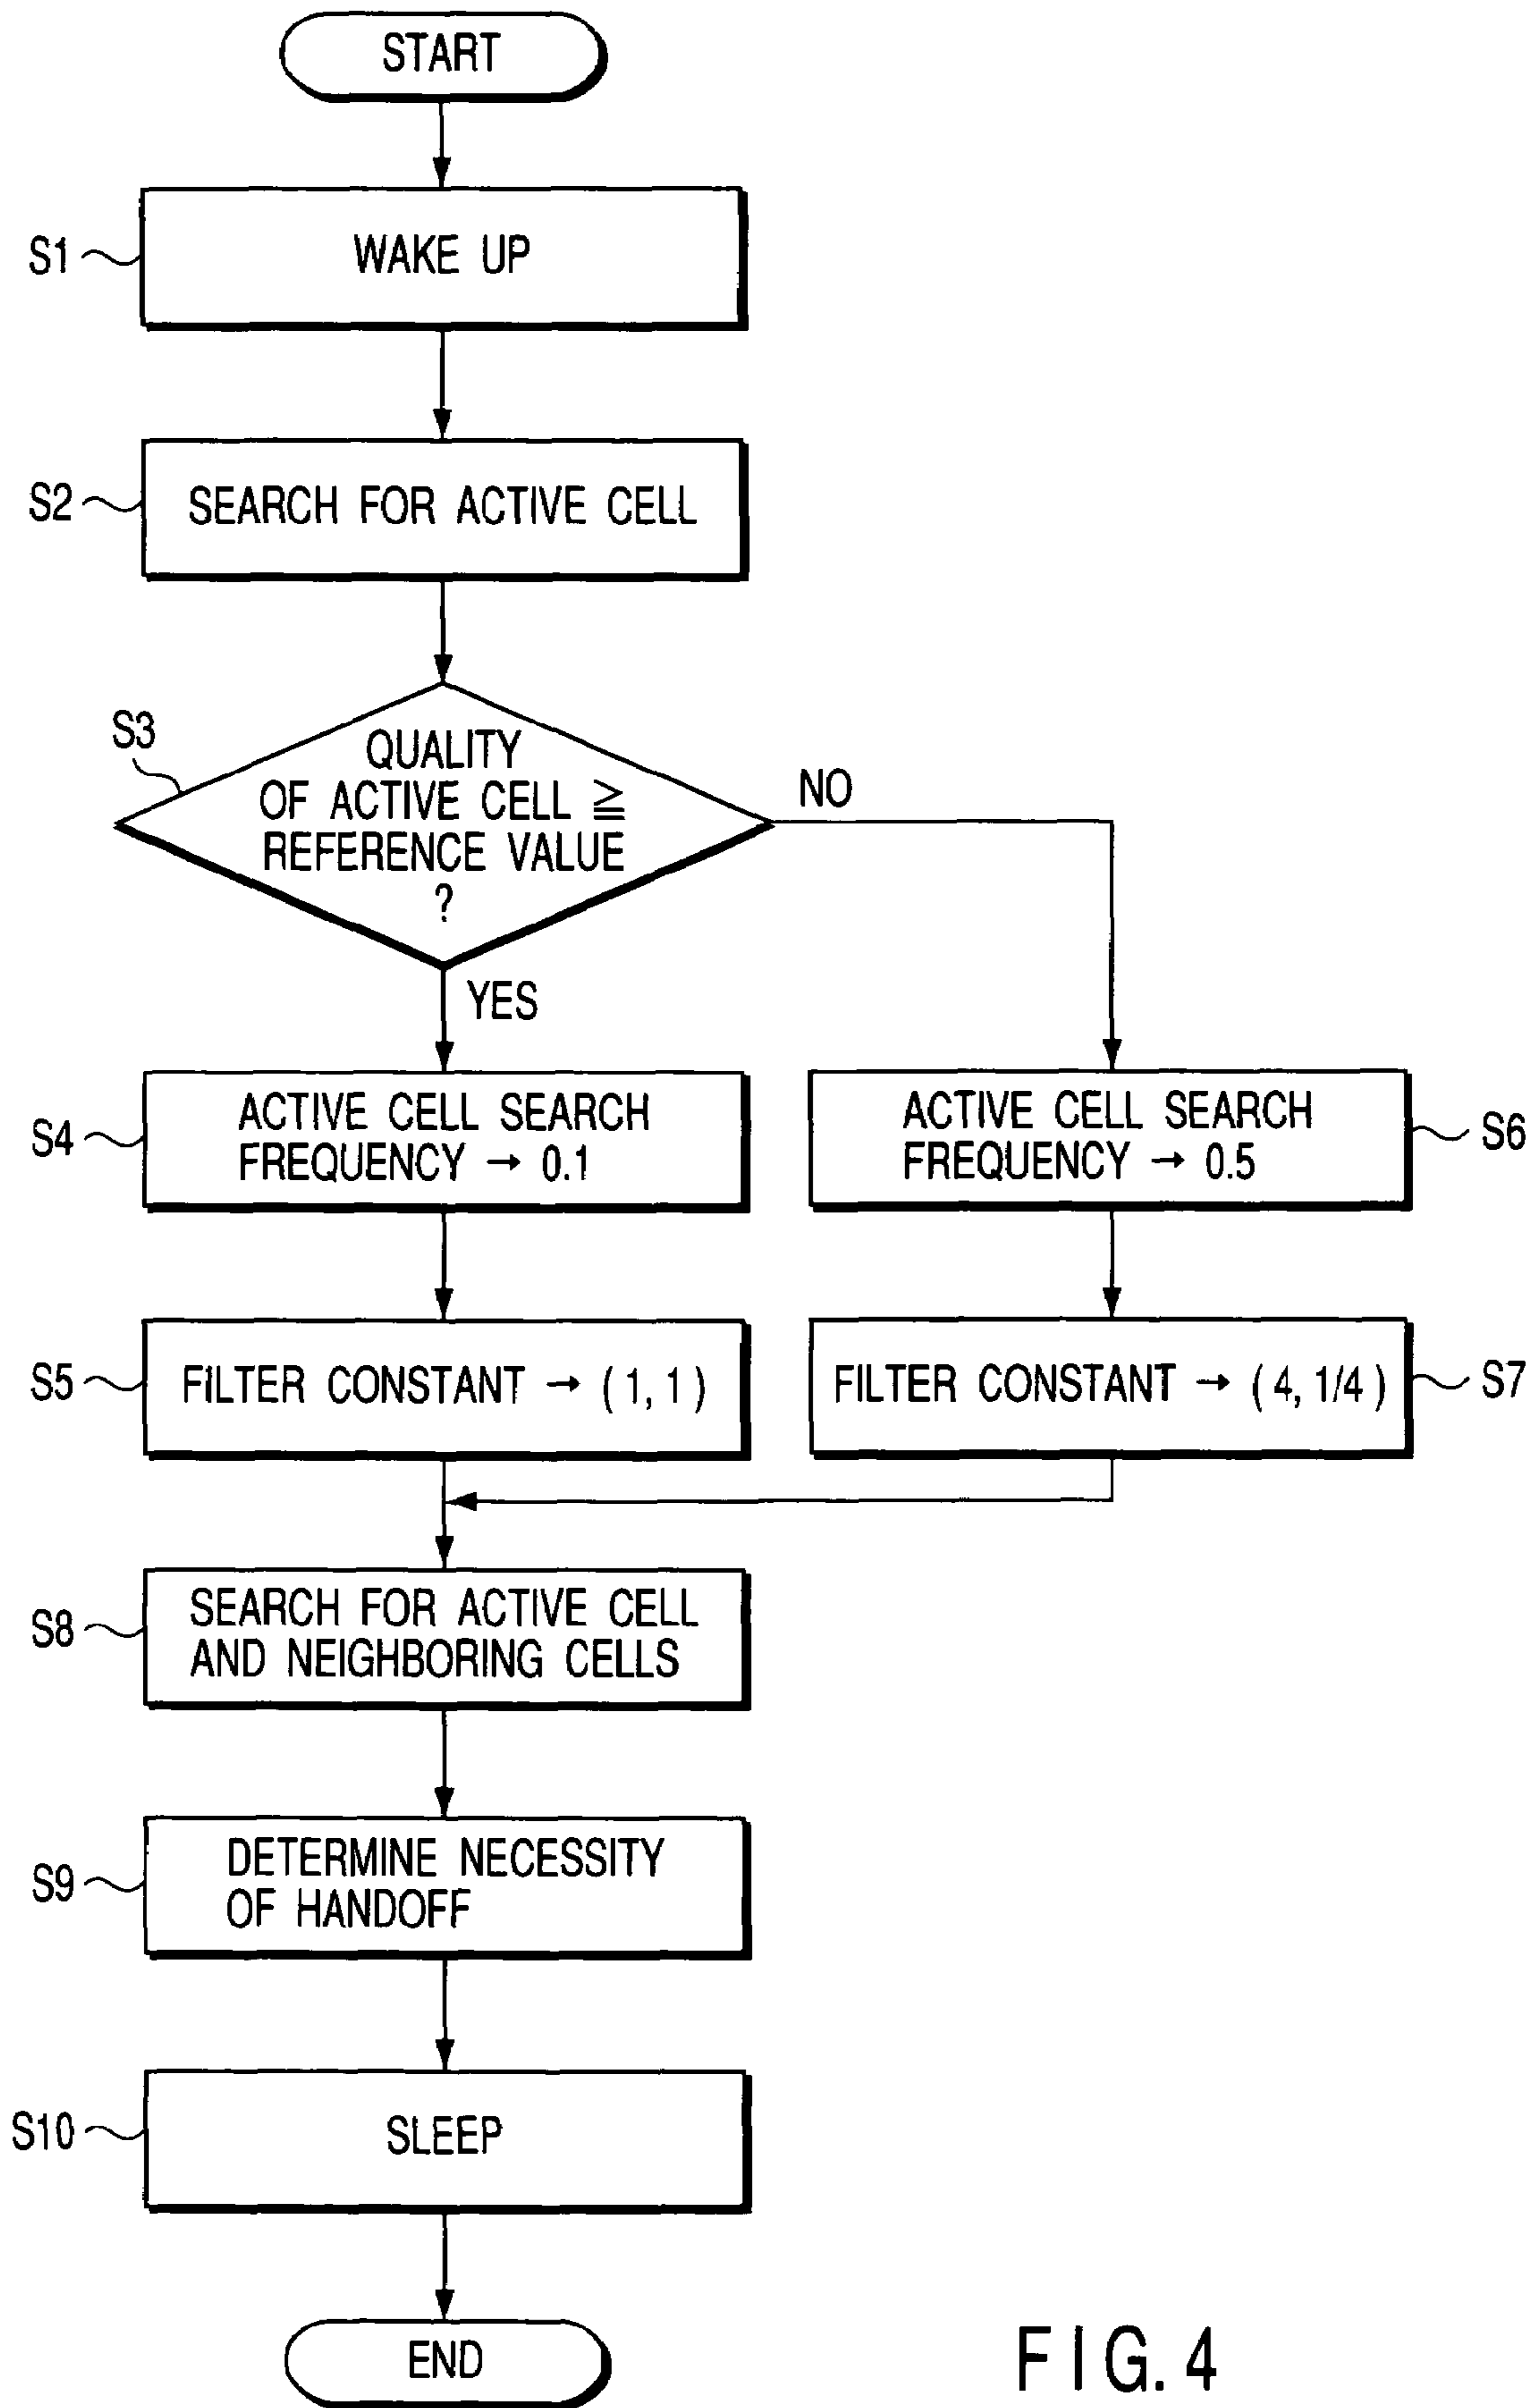 START
S1
WAKE UP
S2
SEARCH FOR ACTIVE CELL
S3
QUALITY
OF ACTIVE CELL ≧
REFERENCE VALUE
?
NO
YES
S4
ACTIVE CELL SEARCH
FREQUENCY → 0.1
ACTIVE CELL SEARCH
FREQUENCY → 0.5
S6
S5
FILTER CONSTANT → (1, 1)
FILTER CONSTANT → (4, 1/4)
S7
S8
SEARCH FOR ACTIVE CELL
AND NEIGHBORING CELLS
S9
DETERMINE NECESSITY
OF HANDOFF
S10
SLEEP
END
FIG. 4